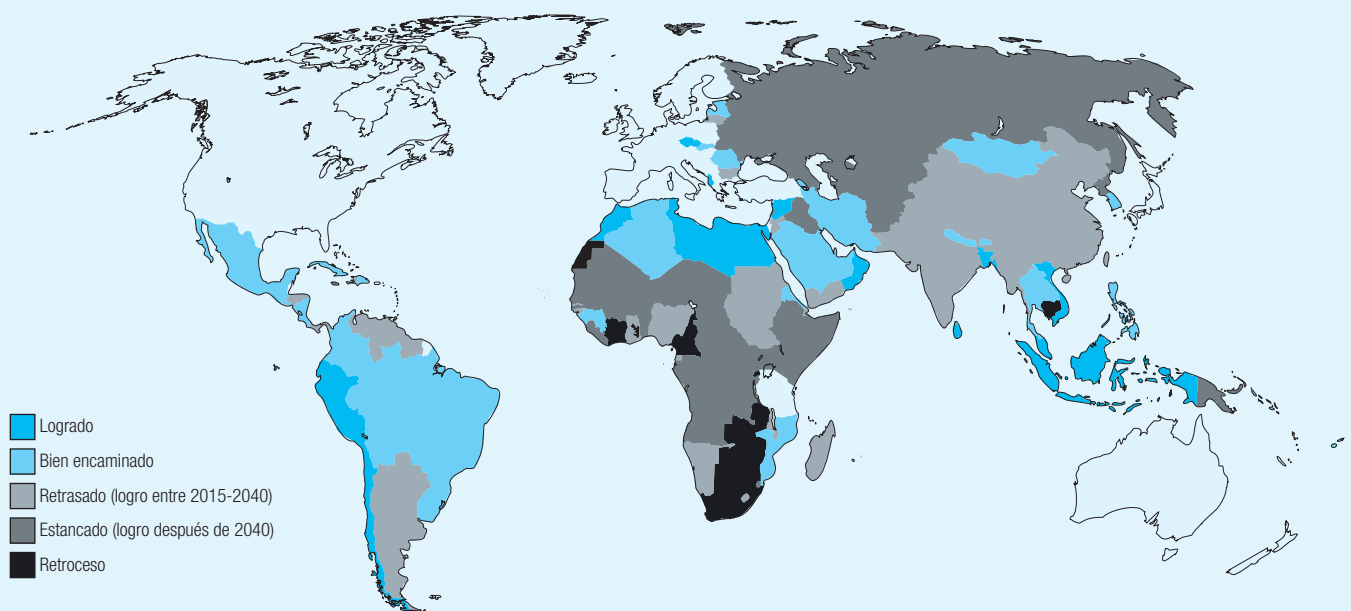 Logrado
Bien encaminado
Retrasado (logro entre 2015-2040)
Estancado (logro después de 2040)
Retroceso